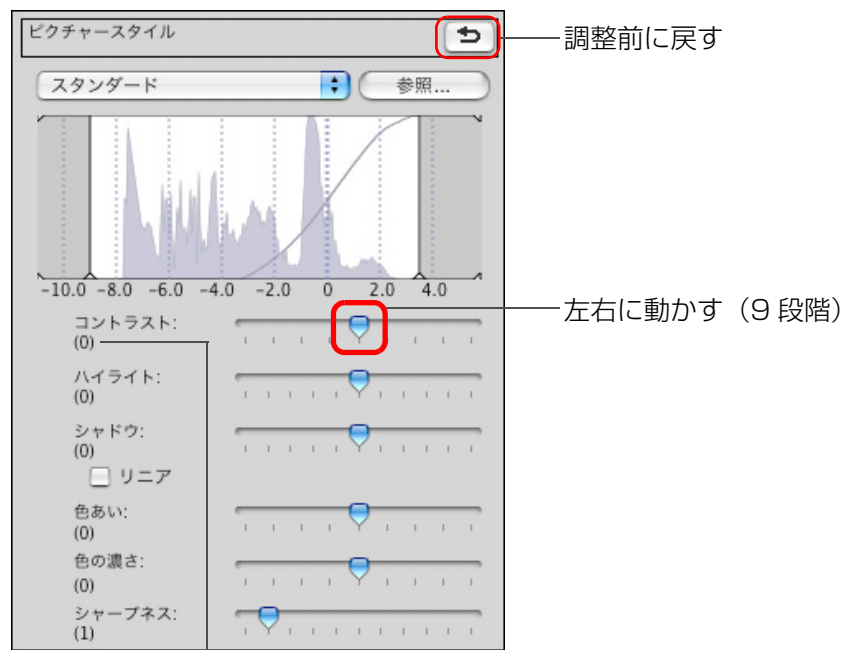 ピクチャースタイル
調整前に戻す
スタンダード
参照...
-10.0 -8.0 -6.0 -4.0 -2.0 0 2.0 4.0
左右に動かす（9 段階）
コントラスト:
(0)
ハイライト:
(0)
シャドウ:
(0)
リニア
色あい:
(0)
色の濃さ:
(0)
シャープネス:
(1)